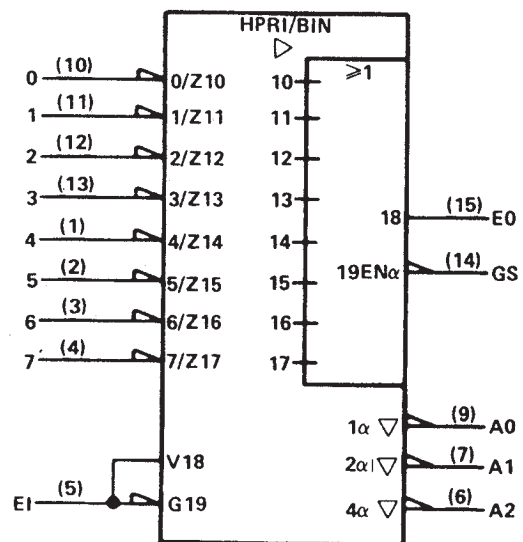 HPRI/BIN
▷
≥1
0 (10) 0/Z10 10
1 (11) 1/Z11 11
2 (12) 2/Z12 12
3 (13) 3/Z13 13
4 (1) 4/Z14 14
5 (2) 5/Z15 15
6 (3) 6/Z16 16
7 (4) 7/Z17 17
18 (15) EO
19ENα (14) GS
1α ▽ (9) A0
2α ▽ (7) A1
4α ▽ (6) A2
V18
EI (5) G19